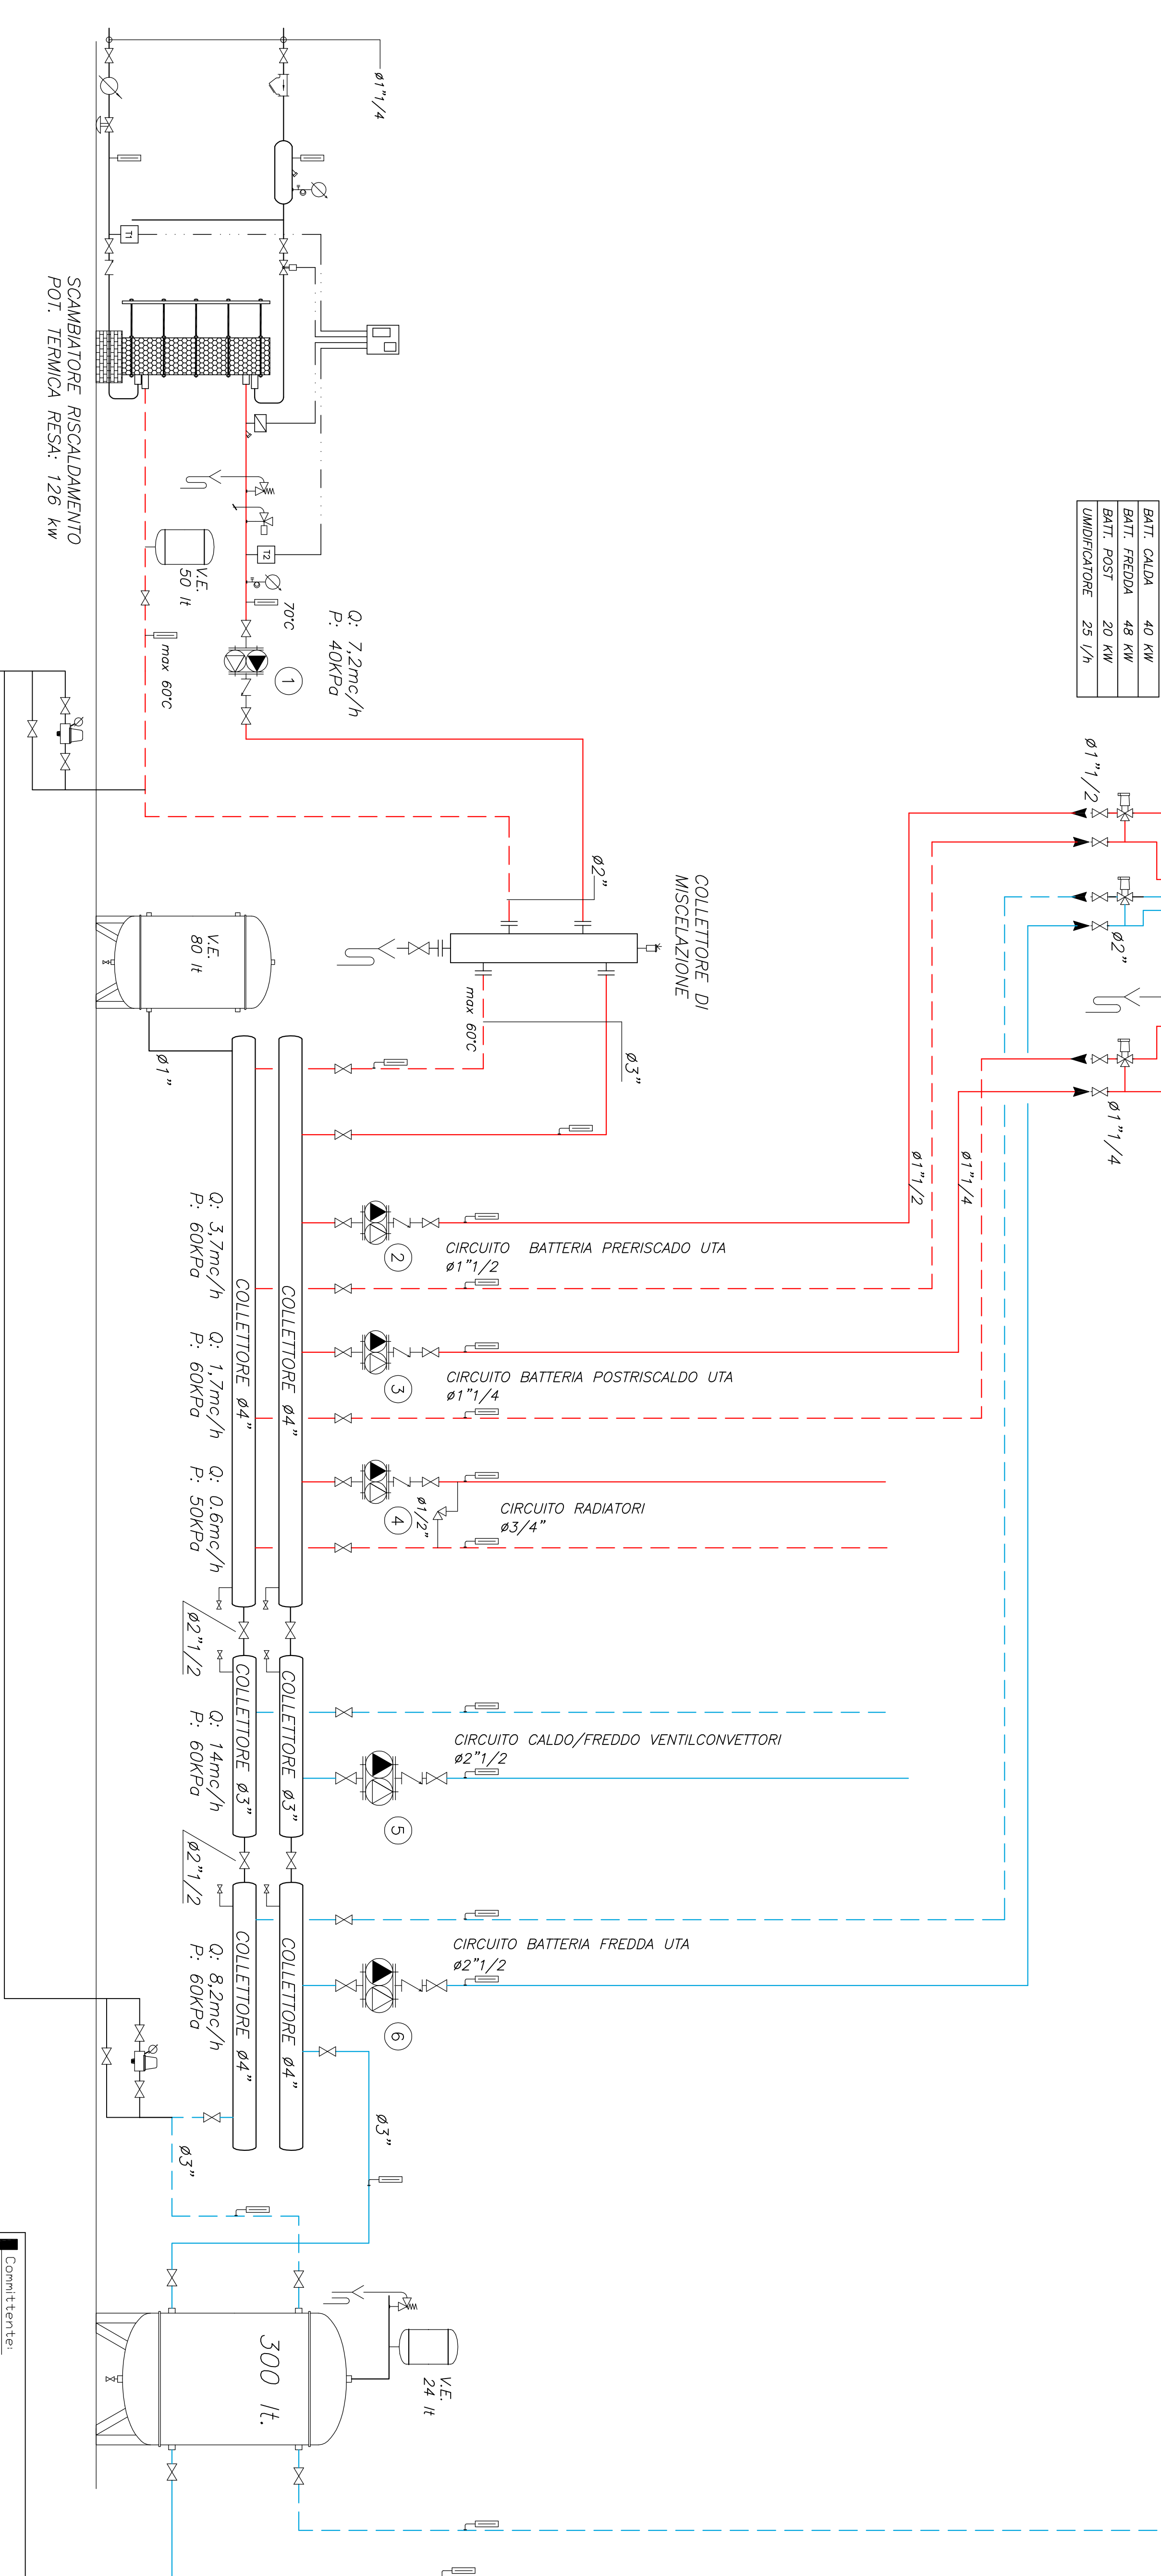 ø1"1/4
T1
SCAMBIATORE RISCALDAMENTO
POT. TERMICA RESA: 126 kw
V.E.
50 lt
T2
70°C
Q: 7,2mc/h
P: 40KPa
1
max 60°C
BATT. CALDA 40 KW
BATT. FREDDA 48 KW
BATT. POST 20 KW
UMIDIFICATORE 25 l/h
ø1"1/2
ø2"
ø1"1/4
ø2"
COLLETTORE DI
MISCELAZIONE
max 60°C
ø3"
V.E.
80 lt
ø1"
ø1"1/2
ø1"1/4
2
CIRCUITO BATTERIA PRERISCADO UTA
ø1"1/2
Q: 3,7mc/h
P: 60KPa
COLLETTORE ø4"
COLLETTORE ø4"
3
CIRCUITO BATTERIA POSTRISCALDO UTA
ø1"1/4
Q: 1,7mc/h
P: 60KPa
4
ø1/2"
CIRCUITO RADIATORI
ø3/4"
Q: 0.6mc/h
P: 50KPa
ø2"1/2
COLLETTORE ø3"
COLLETTORE ø3"
CIRCUITO CALDO/FREDDO VENTILCONVETTORI
ø2"1/2
5
Q: 14mc/h
P: 60KPa
ø2"1/2
COLLETTORE ø4"
COLLETTORE ø4"
CIRCUITO BATTERIA FREDDA UTA
ø2"1/2
6
Q: 8,2mc/h
P: 60KPa
ø3"
ø3"
V.E.
24 lt
300 lt.
Committente: